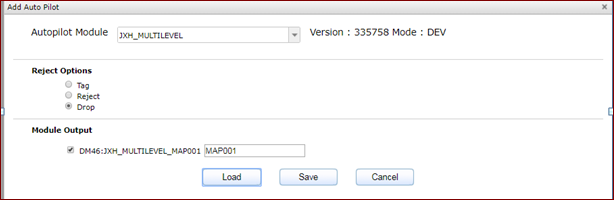 Add Auto Pilot
Autopilot Module JXH_MULTILEVEL Version : 335758 Mode : DEV
Reject Options
Tag
Reject
Drop
Module Output
DM46:JXH_MULTILEVEL_MAP001 MAP001
Load Save Cancel